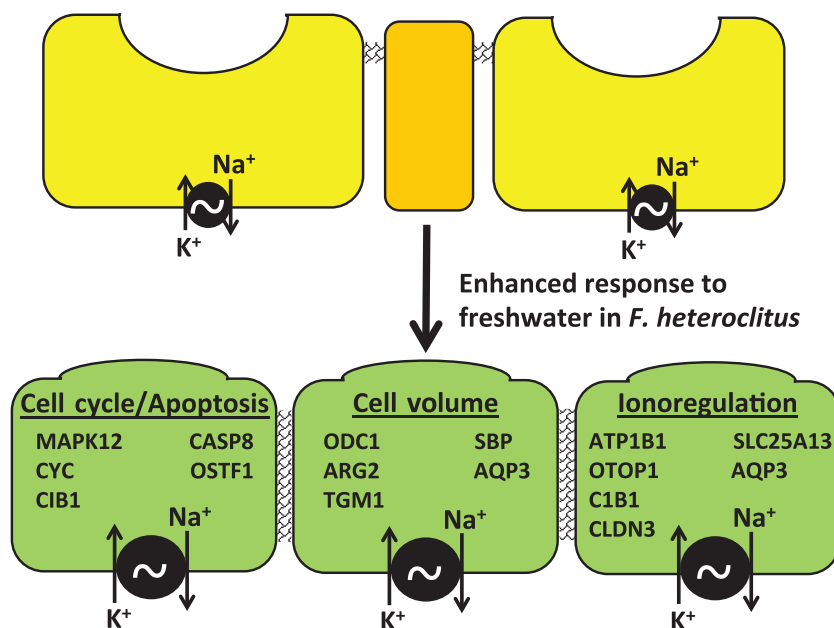 Na⁺
K⁺
Na⁺
K⁺
Enhanced response to
freshwater in F. heteroclitus
Cell cycle/Apoptosis
MAPK12 CASP8
CYC OSTF1
CIB1
Na⁺
K⁺
Cell volume
ODC1 SBP
ARG2 AQP3
TGM1
Na⁺
K⁺
Ionoregulation
ATP1B1 SLC25A13
OTOP1 AQP3
C1B1
CLDN3
Na⁺
K⁺